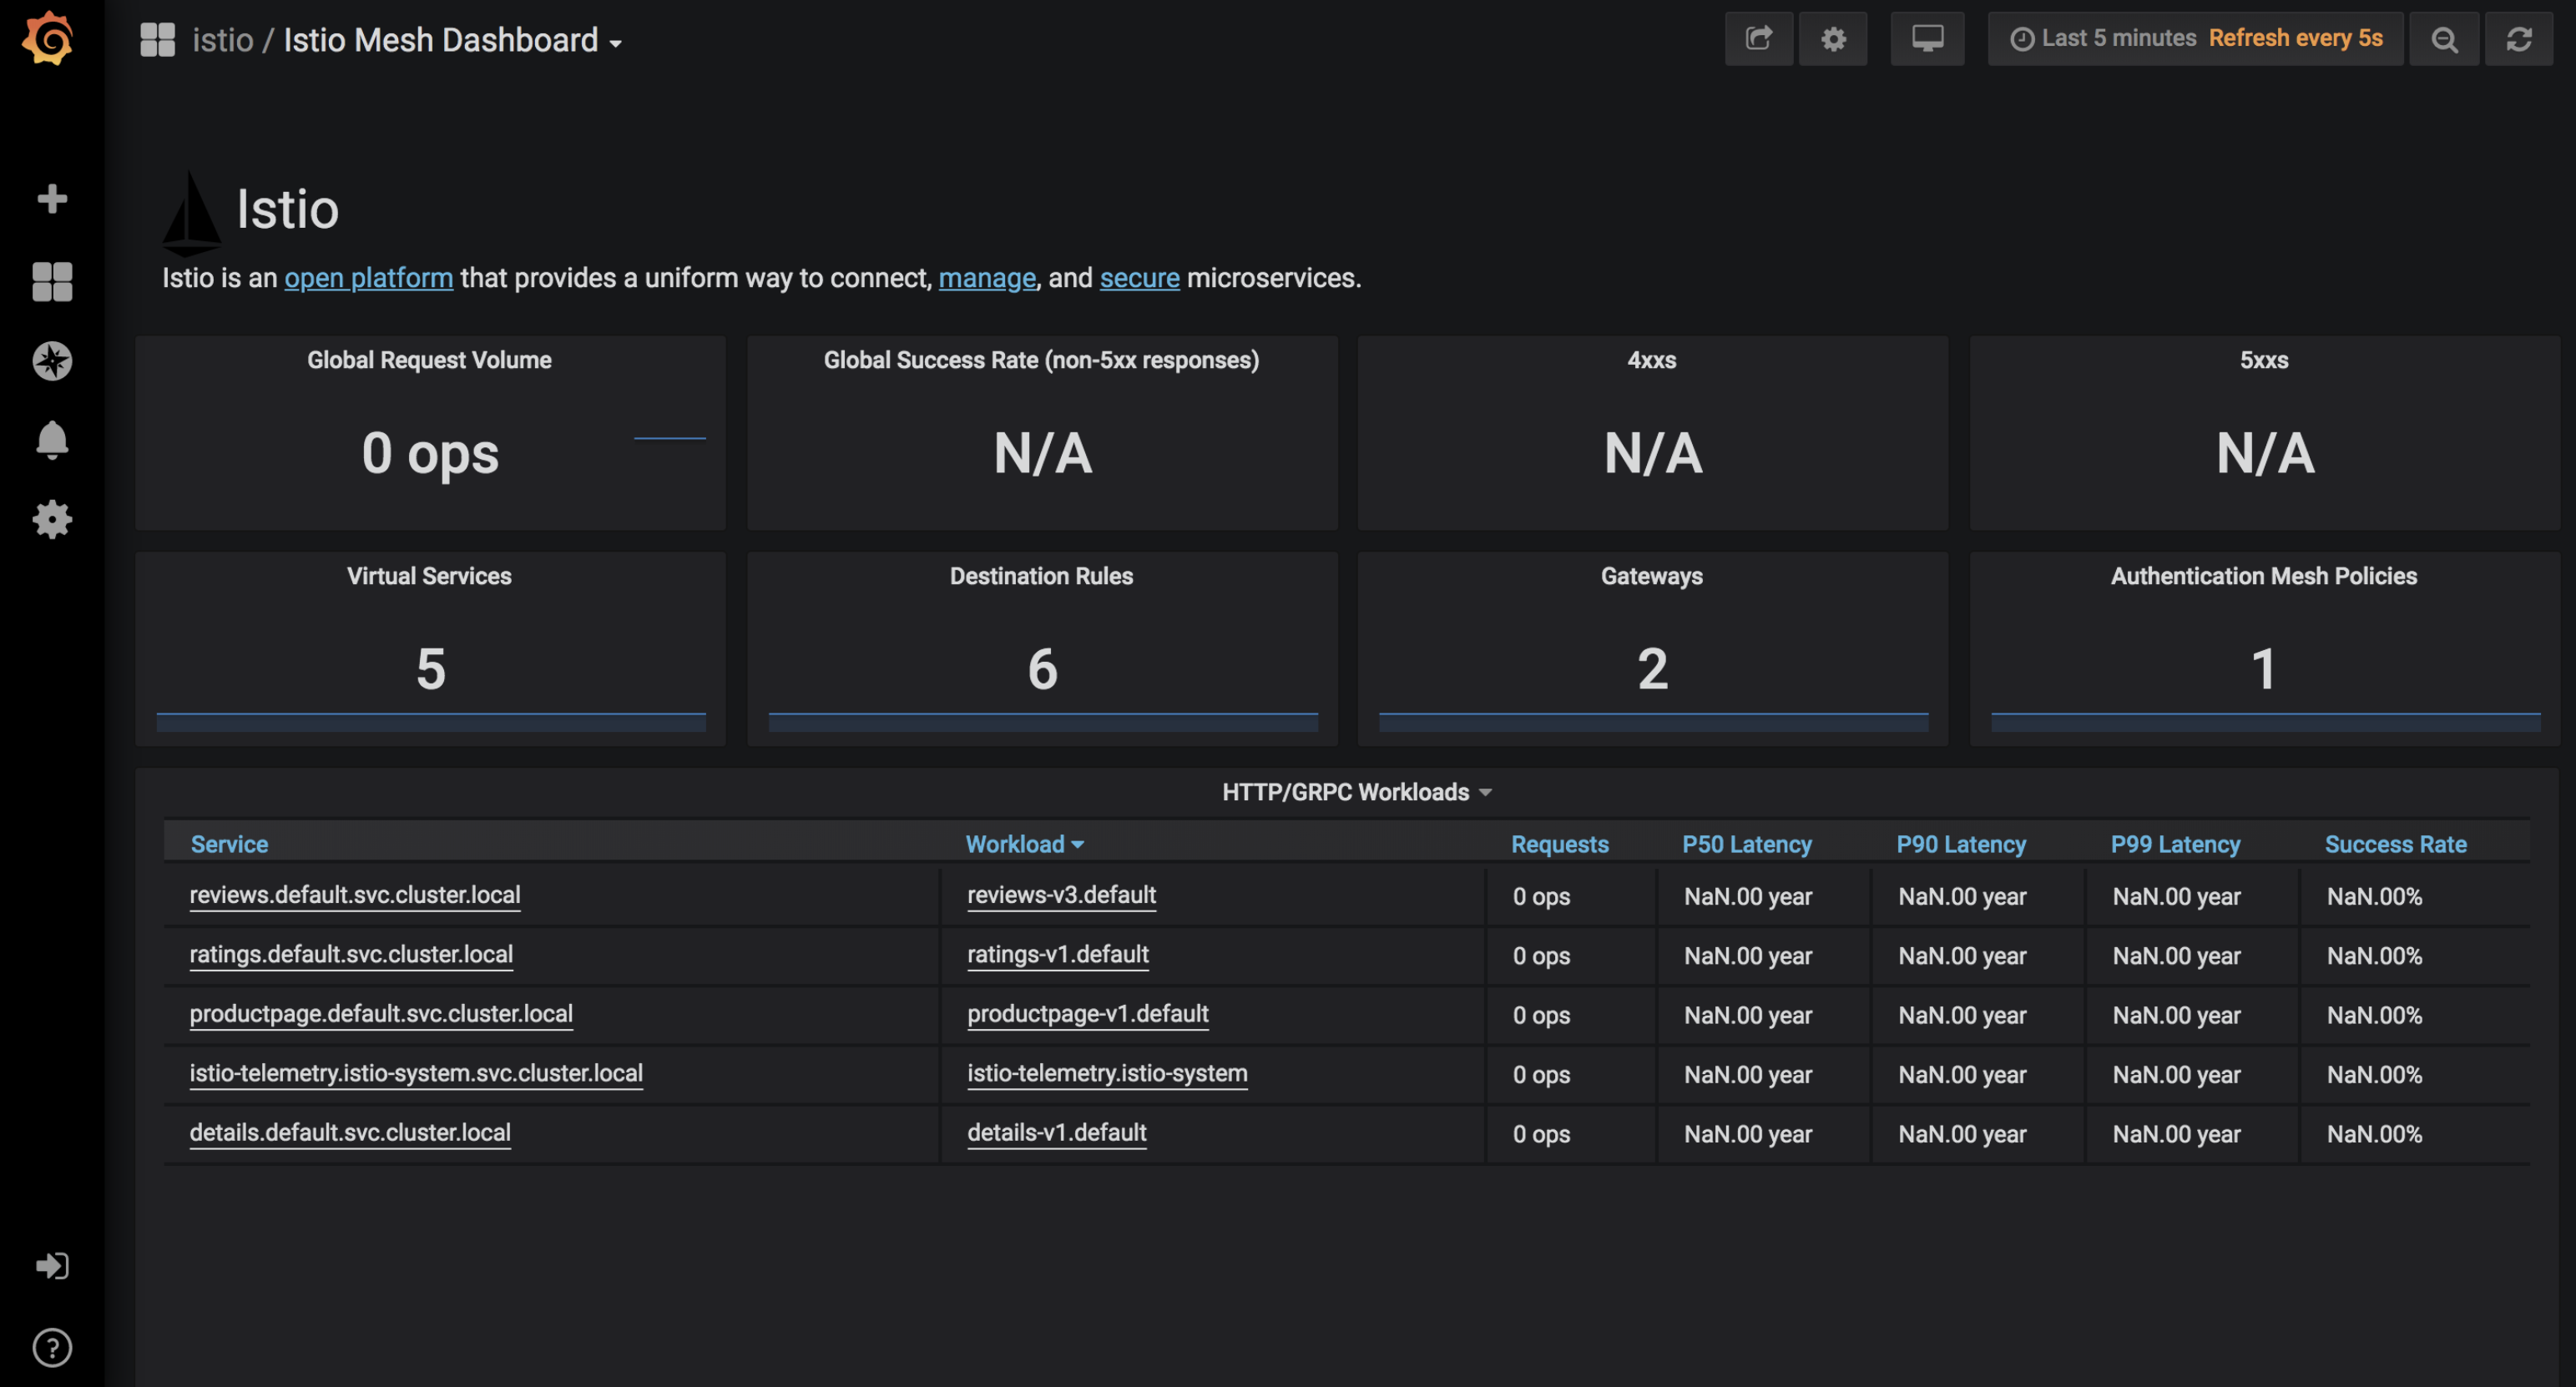 istio / Istio Mesh Dashboard
Last 5 minutes Refresh every 5s
Istio
Istio is an open platform that provides a uniform way to connect, manage, and secure microservices.
Global Request Volume
0 ops
Global Success Rate (non-5xx responses)
N/A
4xxs
N/A
5xxs
N/A
Virtual Services
5
Destination Rules
6
Gateways
2
Authentication Mesh Policies
1
HTTP/GRPC Workloads
Service Workload Requests P50 Latency P90 Latency P99 Latency Success Rate
reviews.default.svc.cluster.local reviews-v3.default 0 ops NaN.00 year NaN.00 year NaN.00 year NaN.00%
ratings.default.svc.cluster.local ratings-v1.default 0 ops NaN.00 year NaN.00 year NaN.00 year NaN.00%
productpage.default.svc.cluster.local productpage-v1.default 0 ops NaN.00 year NaN.00 year NaN.00 year NaN.00%
istio-telemetry.istio-system.svc.cluster.local istio-telemetry.istio-system 0 ops NaN.00 year NaN.00 year NaN.00 year NaN.00%
details.default.svc.cluster.local details-v1.default 0 ops NaN.00 year NaN.00 year NaN.00 year NaN.00%